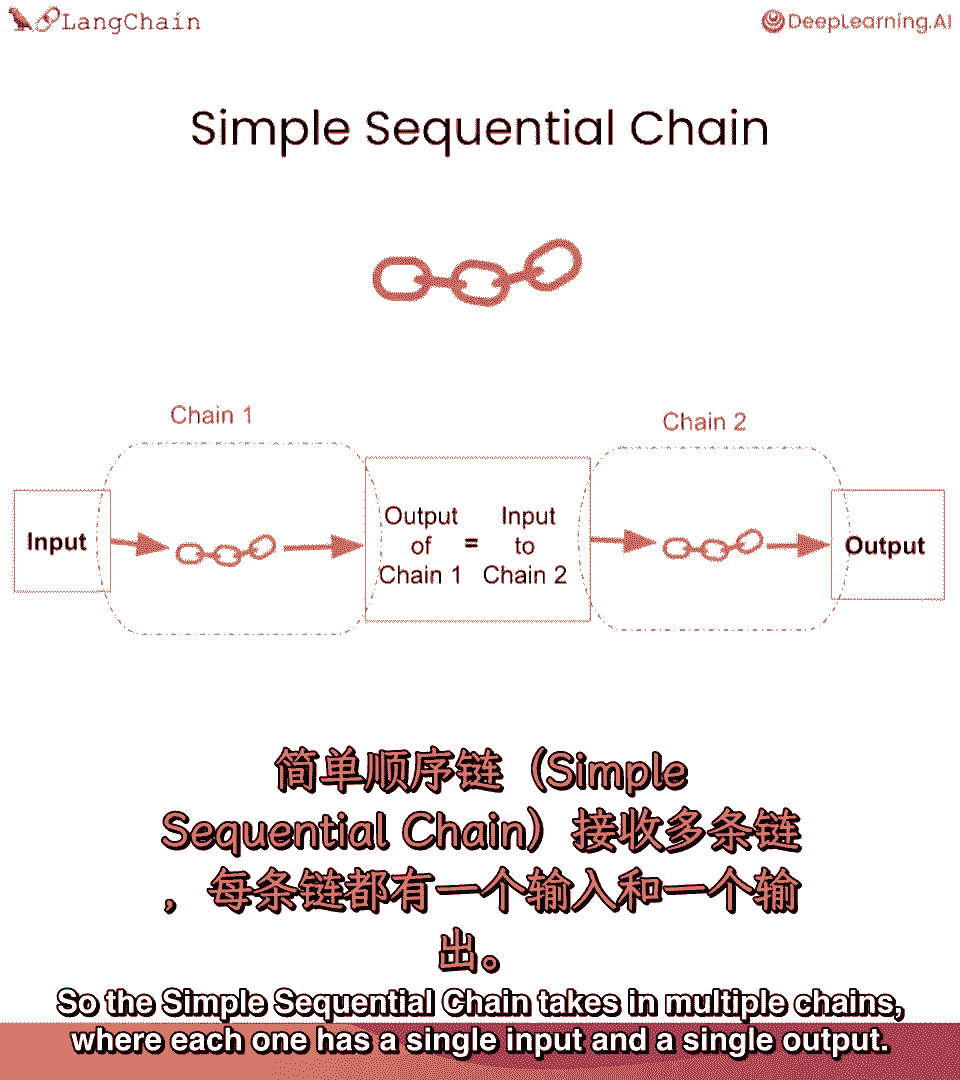 LangChain
DeepLearning.AI
Simple Sequential Chain
Chain 1
Chain 2
Input
Output of Chain 1
=
Input to Chain 2
Output
简单顺序链（Simple
Sequential Chain）接收多条链
，每条链都有一个输入和一个输
出。
So the Simple Sequential Chain takes in multiple chains,
where each one has a single input and a single output.